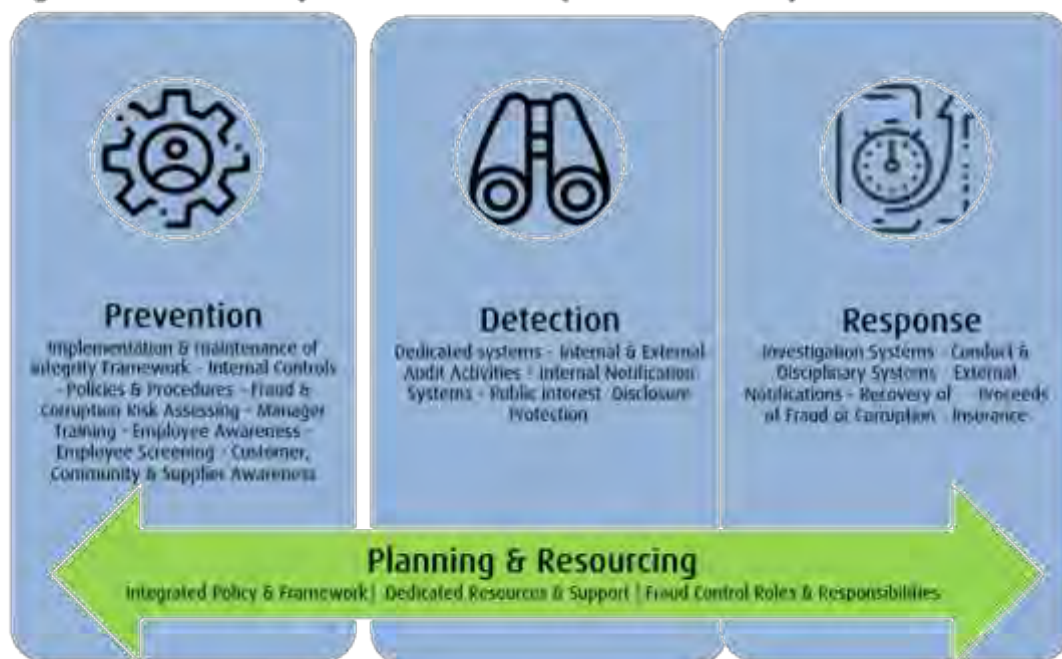 Prevention
Implementation & maintenance of
integrity Framework - Internal Controls
- Policies & Procedures - Fraud &
Corruption Risk Assessing - Manager
Training - Employee Awareness -
Employee Screening - Customer,
Community & Supplier Awareness
Detection
Dedicated systems - Internal & External
Audit Activities - Internal Notification
Systems - Public interest Disclosure
Protection
Response
Investigation Systems - Conduct &
Disciplinary Systems External
Notifications - Recovery of Proceeds
of Fraud or Corruption - Insurance
Planning & Resourcing
Integrated Policy & Framework| Dedicated Resources & Support | Fraud Control Roles & Responsibilities